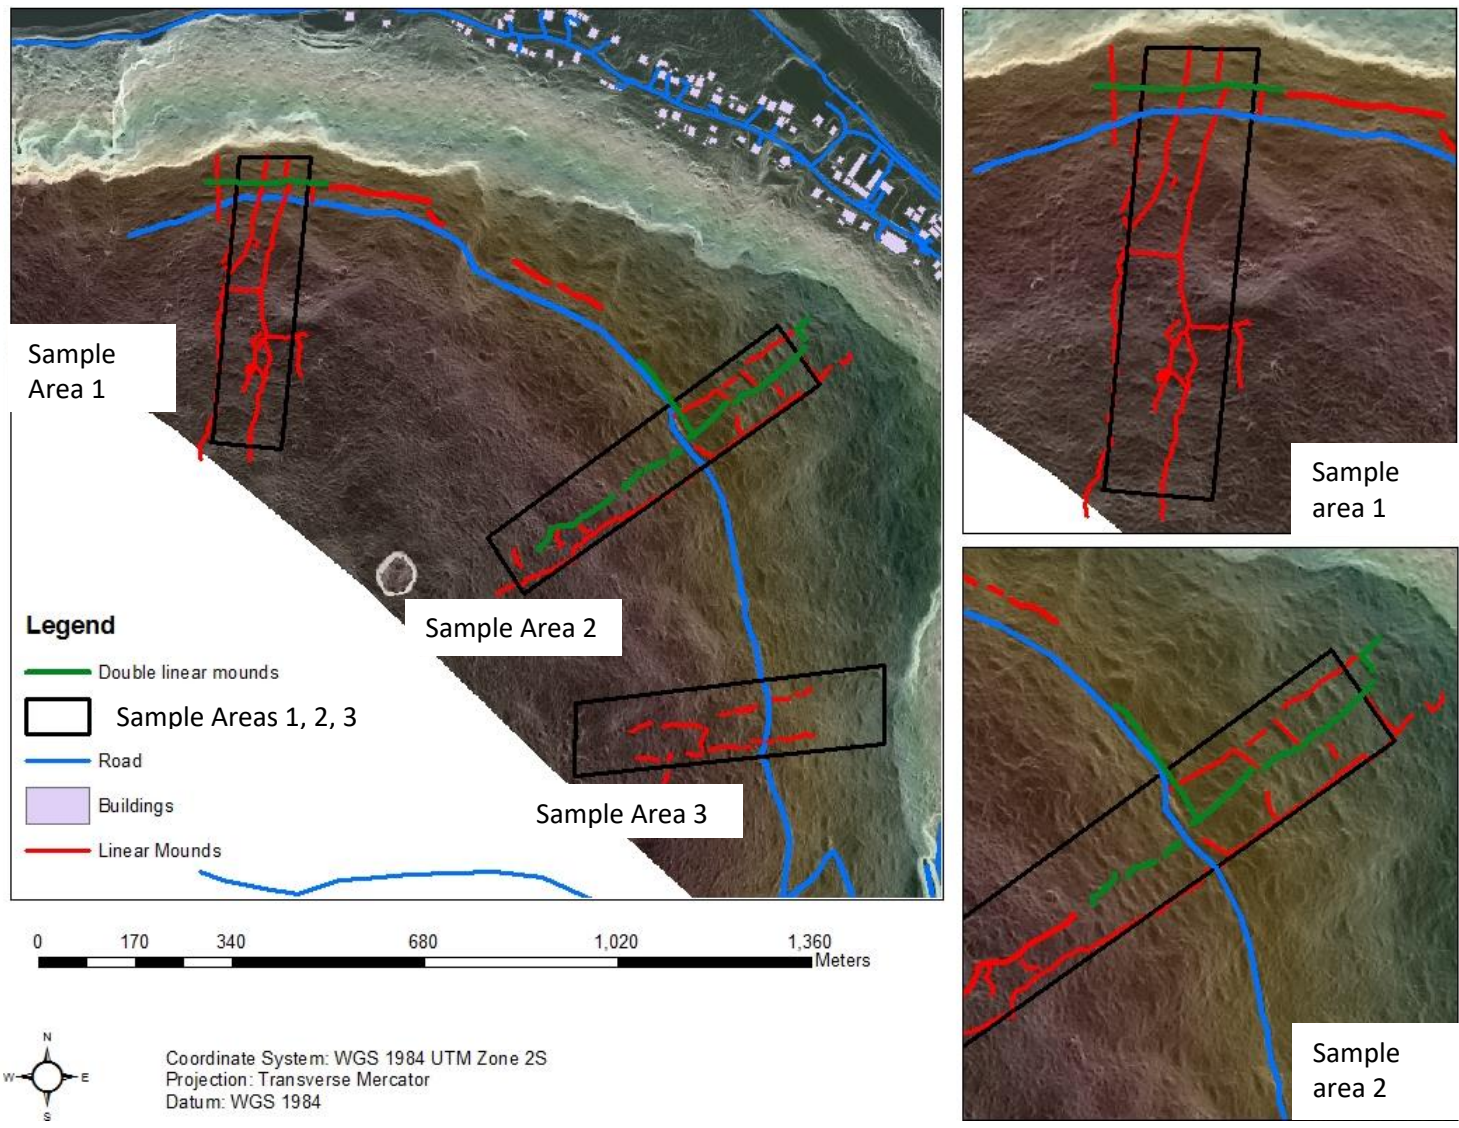 Sample
Area 1
Sample Area 2
Sample Area 3
Legend
Double linear mounds
Sample Areas 1, 2, 3
Road
Buildings
Linear Mounds
Sample
area 1
Sample
area 2
0 170 340 680 1,020 1,360
Meters
N
W E
S
Coordinate System: WGS 1984 UTM Zone 2S
Projection: Transverse Mercator
Datum: WGS 1984